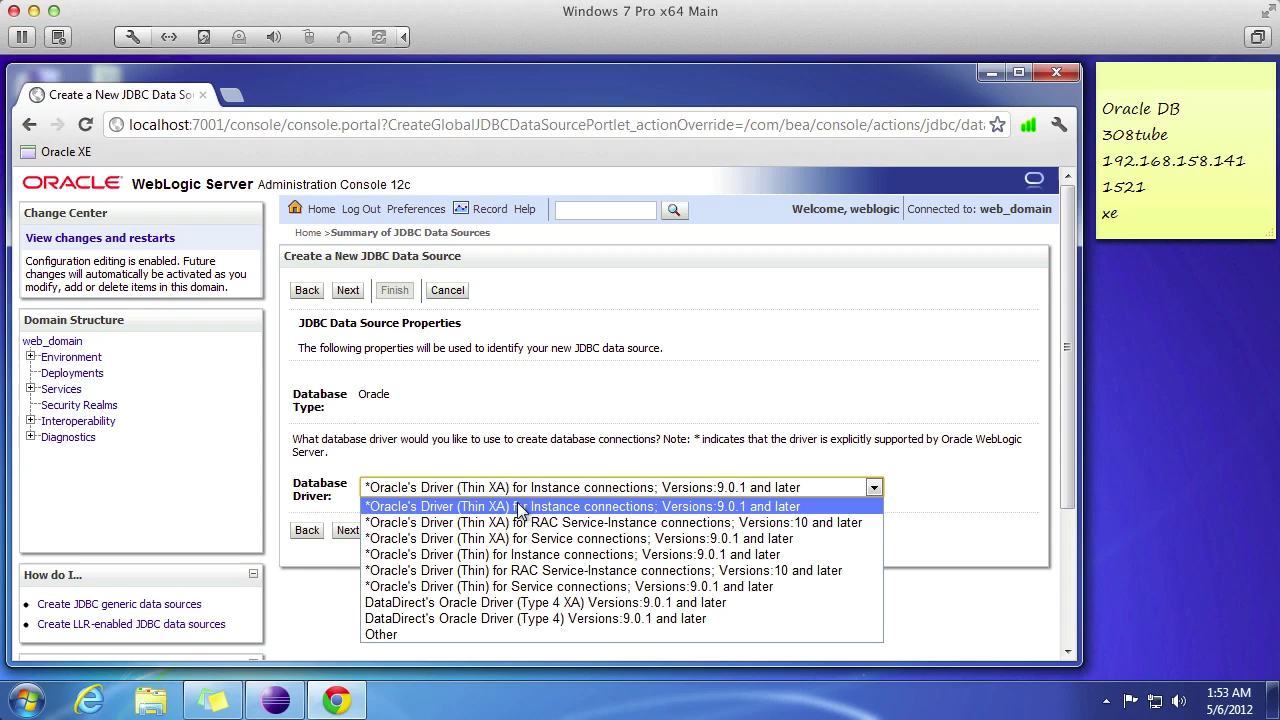 Windows 7 Pro x64 Main
Create a New JDBC Data So
localhost:7001/console/console.portal?CreateGlobalJDBCDataSourcePortlet_actionOverride=/com/bea/console/actions/jdbc/dat
Oracle XE
ORACLE WebLogic Server Administration Console 12c
Change Center
View changes and restarts
Configuration editing is enabled. Future
changes will automatically be activated as you
modify, add or delete items in this domain.
Domain Structure
web_domain
Environment
Deployments
Services
Security Realms
Interoperability
Diagnostics
How do I...
Create JDBC generic data sources
Create LLR-enabled JDBC data sources
Home Log Out Preferences Record Help
Welcome, weblogic Connected to: web_domain
Home >Summary of JDBC Data Sources
Create a New JDBC Data Source
Back Next Finish Cancel
JDBC Data Source Properties
The following properties will be used to identify your new JDBC data source.
Database
Type:
Oracle
What database driver would you like to use to create database connections? Note: * indicates that the driver is explicitly supported by Oracle WebLogic
Server.
Database
Driver:
*Oracle's Driver (Thin XA) for Instance connections; Versions:9.0.1 and later
*Oracle's Driver (Thin XA) for Instance connections; Versions:9.0.1 and later
*Oracle's Driver (Thin XA) for RAC Service-Instance connections; Versions:10 and later
*Oracle's Driver (Thin XA) for Service connections; Versions:9.0.1 and later
*Oracle's Driver (Thin) for Instance connections; Versions:9.0.1 and later
*Oracle's Driver (Thin) for RAC Service-Instance connections; Versions:10 and later
*Oracle's Driver (Thin) for Service connections; Versions:9.0.1 and later
DataDirect's Oracle Driver (Type 4 XA) Versions:9.0.1 and later
DataDirect's Oracle Driver (Type 4) Versions:9.0.1 and later
Other
Back Next
Oracle DB
308tube
192.168.158.141
1521
xe
1:53 AM
5/6/2012